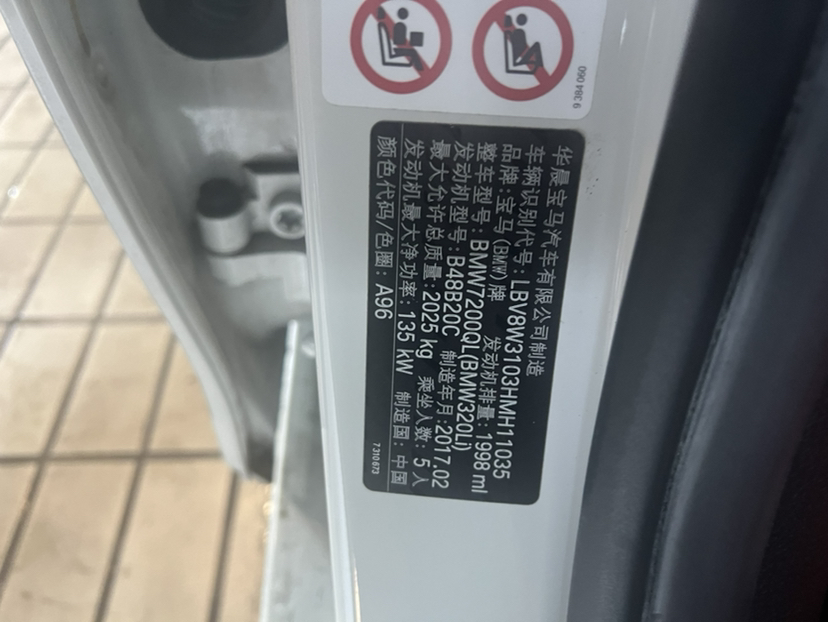 9 384 060
华晨宝马汽车有限公司制造
车辆识别代号: LBV8W3103HMH11035
品牌: 宝马(BMW)牌 发动机排量: 1998 ml
整车型号: BMW7200QL(BMW320Li)
发动机型号: B48B20C 制造年月: 2017.02
最大允许总质量: 2025 kg 乘坐人数: 5 人
发动机最大净功率: 135 kW 制造国: 中国
颜色代码/色圈: A96
7 310 673